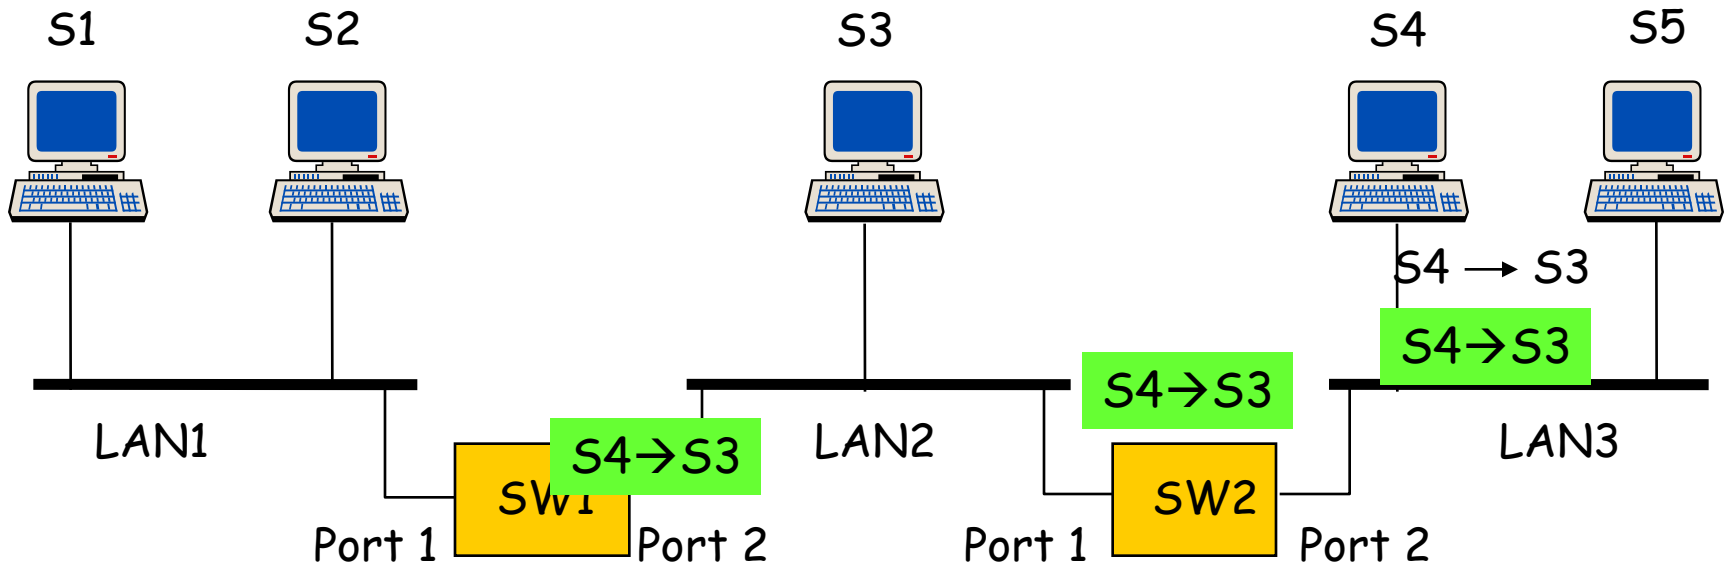 S1 S2 S3 S4 S5
S4 → S3
S4→S3
S4→S3
S4→S3
LAN1 LAN2 LAN3
SW1 SW2
Port 1 Port 2 Port 1 Port 2